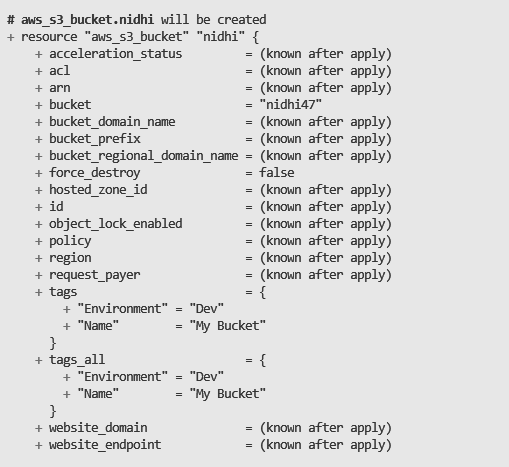 # aws_s3_bucket.nidhi will be created
+ resource "aws_s3_bucket" "nidhi" {
    + acceleration_status         = (known after apply)
    + acl                         = (known after apply)
    + arn                         = (known after apply)
    + bucket                      = "nidhi47"
    + bucket_domain_name          = (known after apply)
    + bucket_prefix               = (known after apply)
    + bucket_regional_domain_name = (known after apply)
    + force_destroy               = false
    + hosted_zone_id              = (known after apply)
    + id                          = (known after apply)
    + object_lock_enabled         = (known after apply)
    + policy                      = (known after apply)
    + region                      = (known after apply)
    + request_payer               = (known after apply)
    + tags                        = {
        + "Environment" = "Dev"
        + "Name"        = "My Bucket"
      }
    + tags_all                    = {
        + "Environment" = "Dev"
        + "Name"        = "My Bucket"
      }
    + website_domain              = (known after apply)
    + website_endpoint            = (known after apply)